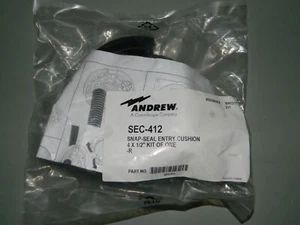 ANDREW.
A CommScope Company
SEC-412
SNAP-SEAL ENTRY CUSHION
4 X 1/2" KIT OF ONE
-R
PART NO.